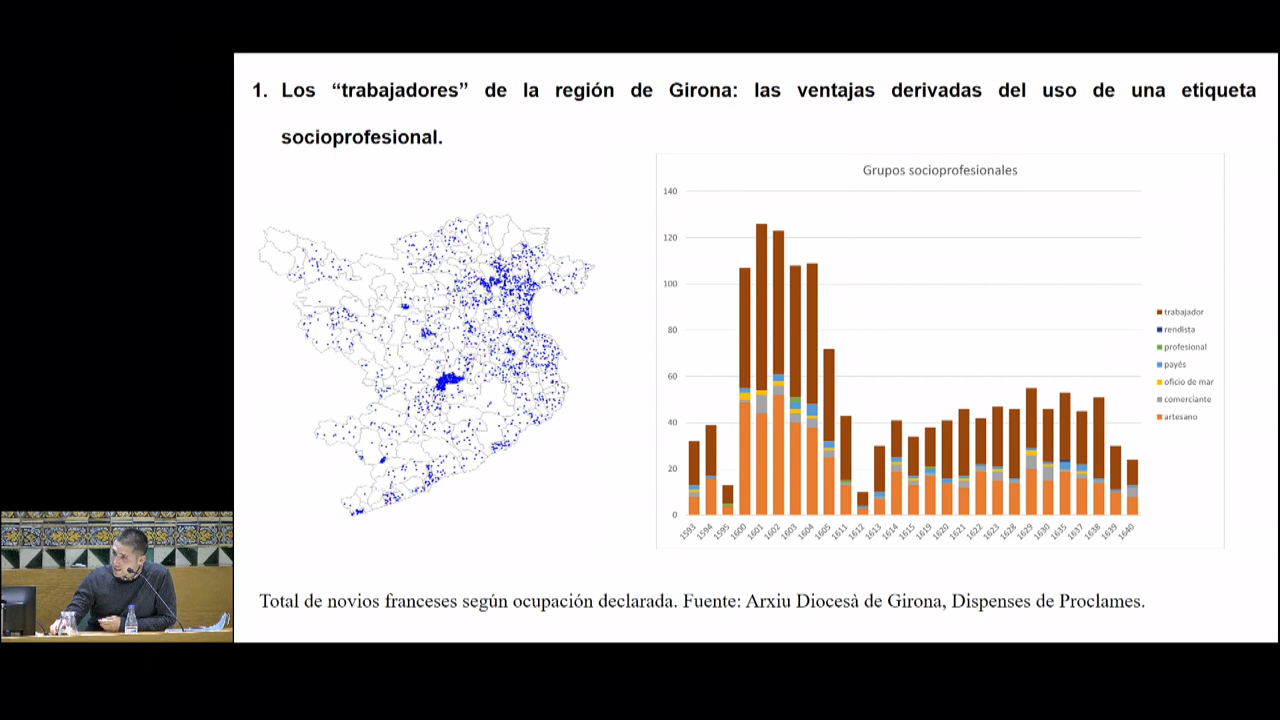 1. Los “trabajadores” de la región de Girona: las ventajas derivadas del uso de una etiqueta
socioprofesional.
Grupos socioprofesionales
140
120
100
80
60
40
20
0
1593 1594 1595 1600 1601 1602 1603 1604 1605 1611 1612 1613 1614 1615 1619 1620 1621 1622 1623 1628 1629 1630 1635 1637 1638 1639 1640
trabajador
rendista
profesional
payés
oficio de mar
comerciante
artesano
Total de novios franceses según ocupación declarada. Fuente: Arxiu Diocesà de Girona, Dispenses de Proclames.